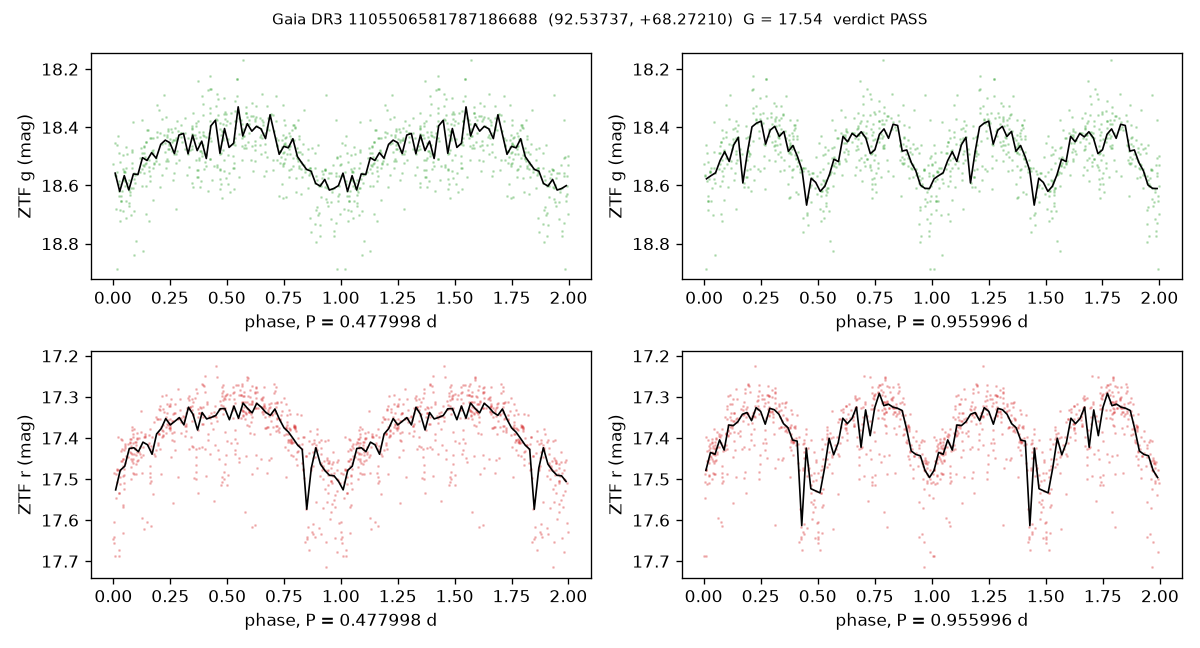 Gaia DR3 1105506581787186688  (92.53737, +68.27210)  G = 17.54  verdict PASS
ZTF g (mag)
18.2
18.4
18.6
18.8
0.00 0.25 0.50 0.75 1.00 1.25 1.50 1.75 2.00
phase, P = 0.477998 d
ZTF g (mag)
18.2
18.4
18.6
18.8
0.00 0.25 0.50 0.75 1.00 1.25 1.50 1.75 2.00
phase, P = 0.955996 d
ZTF r (mag)
17.2
17.3
17.4
17.5
17.6
17.7
0.00 0.25 0.50 0.75 1.00 1.25 1.50 1.75 2.00
phase, P = 0.477998 d
ZTF r (mag)
17.2
17.3
17.4
17.5
17.6
17.7
0.00 0.25 0.50 0.75 1.00 1.25 1.50 1.75 2.00
phase, P = 0.955996 d